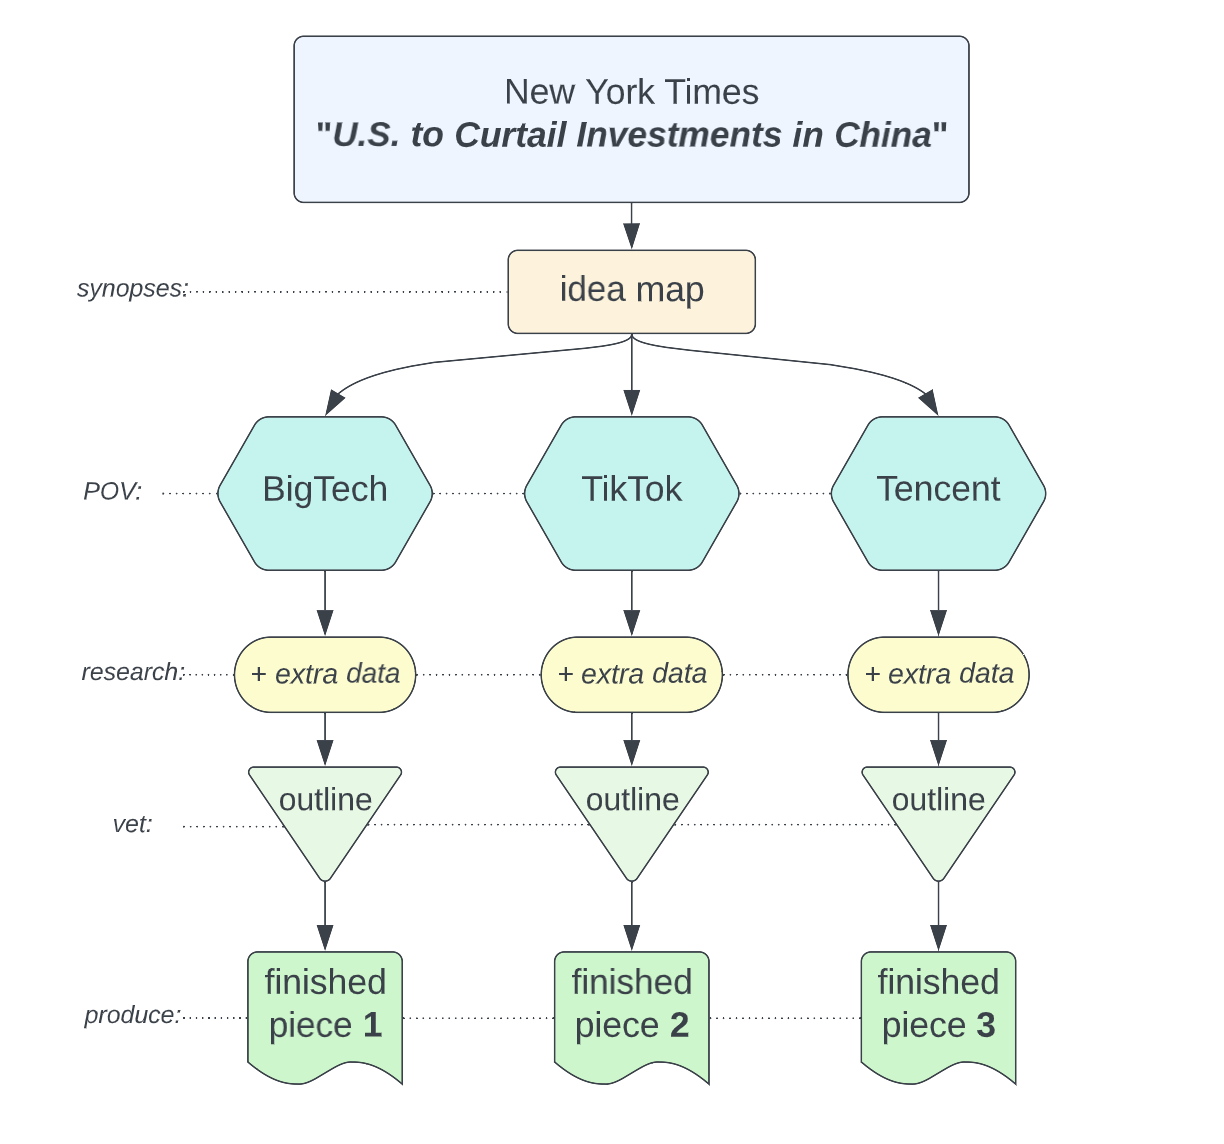 New York Times
"U.S. to Curtail Investments in China"
synopses:
idea map
POV:
BigTech
TikTok
Tencent
research:
+ extra data
+ extra data
+ extra data
vet:
outline
outline
outline
produce:
finished
piece 1
finished
piece 2
finished
piece 3